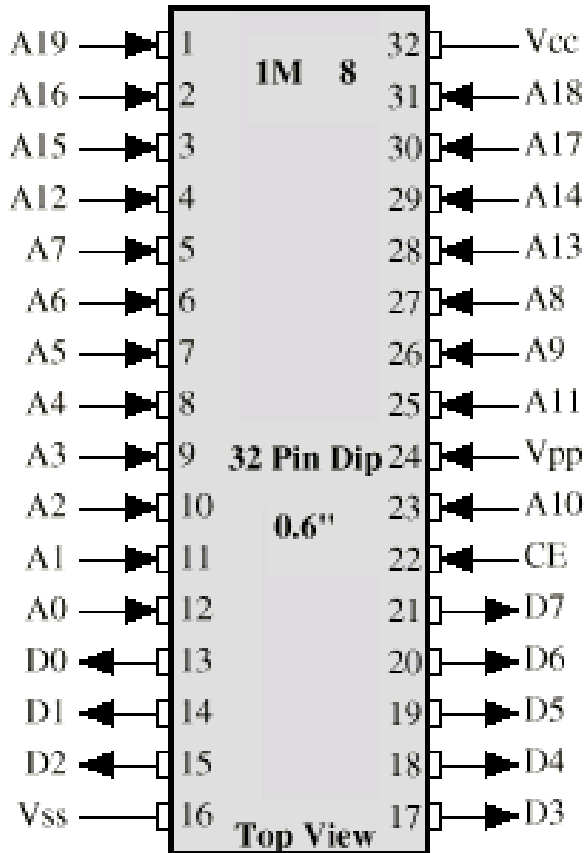 A19 1 32 Vcc
1M 8
A16 2 31 A18
A15 3 30 A17
A12 4 29 A14
A7 5 28 A13
A6 6 27 A8
A5 7 26 A9
A4 8 25 A11
A3 9 32 Pin Dip 24 Vpp
A2 10 23 A10
0.6"
A1 11 22 CE
A0 12 21 D7
D0 13 20 D6
D1 14 19 D5
D2 15 18 D4
Vss 16 17 D3
Top View